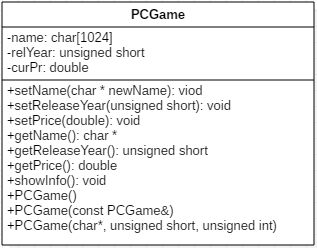 PCGame
-name: char[1024]
-relYear: unsigned short
-curPr: double
+setName(char * newName): viod
+setReleaseYear(unsigned short): void
+setPrice(double): void
+getName(): char *
+getReleaseYear(): unsigned short
+getPrice(): double
+showInfo(): void
+PCGame()
+PCGame(const PCGame&)
+PCGame(char*, unsigned short, unsigned int)